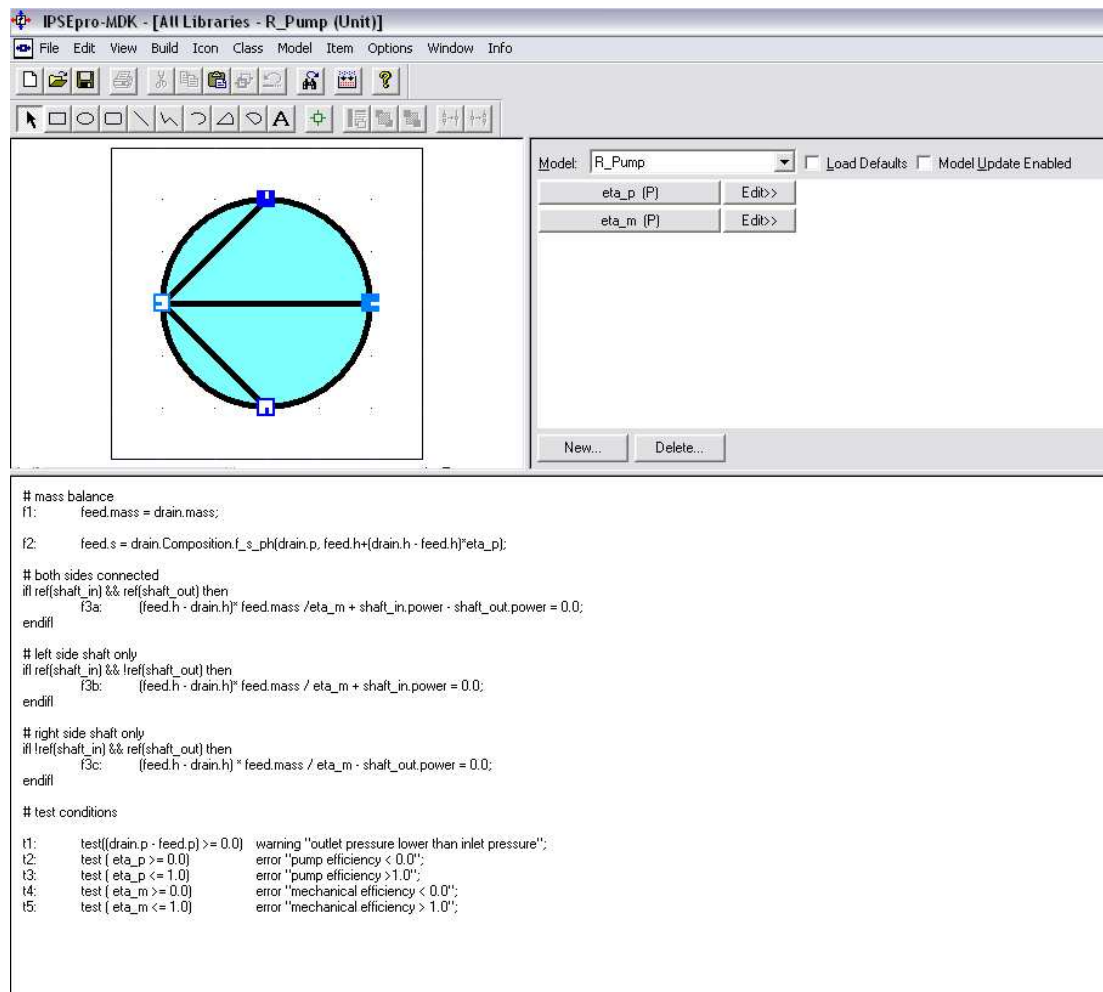 IPSEpro-MDK - [All Libraries - R_Pump (Unit)]
File Edit View Build Icon Class Model Item Options Window Info
A
Model: R_Pump Load Defaults Model Update Enabled
eta_p (P) Edit>>
eta_m (P) Edit>>
New... Delete...
# mass balance
f1: feed.mass = drain.mass;
f2: feed.s = drain.Composition.f_s_ph(drain.p, feed.h+(drain.h - feed.h)*eta_p);
# both sides connected
ifl ref(shaft_in) && ref(shaft_out) then
f3a: (feed.h - drain.h)* feed.mass /eta_m + shaft_in.power - shaft_out.power = 0.0;
endifl
# left side shaft only
ifl ref(shaft_in) && !ref(shaft_out) then
f3b: (feed.h - drain.h)* feed.mass / eta_m + shaft_in.power = 0.0;
endifl
# right side shaft only
ifl !ref(shaft_in) && ref(shaft_out) then
f3c: (feed.h - drain.h) * feed.mass / eta_m - shaft_out.power = 0.0;
endifl
# test conditions
t1: test((drain.p - feed.p) >= 0.0) warning "outlet pressure lower than inlet pressure";
t2: test ( eta_p >= 0.0) error "pump efficiency < 0.0";
t3: test ( eta_p <= 1.0) error "pump efficiency >1.0";
t4: test ( eta_m >= 0.0) error "mechanical efficiency < 0.0";
t5: test ( eta_m <= 1.0) error "mechanical efficiency > 1.0";